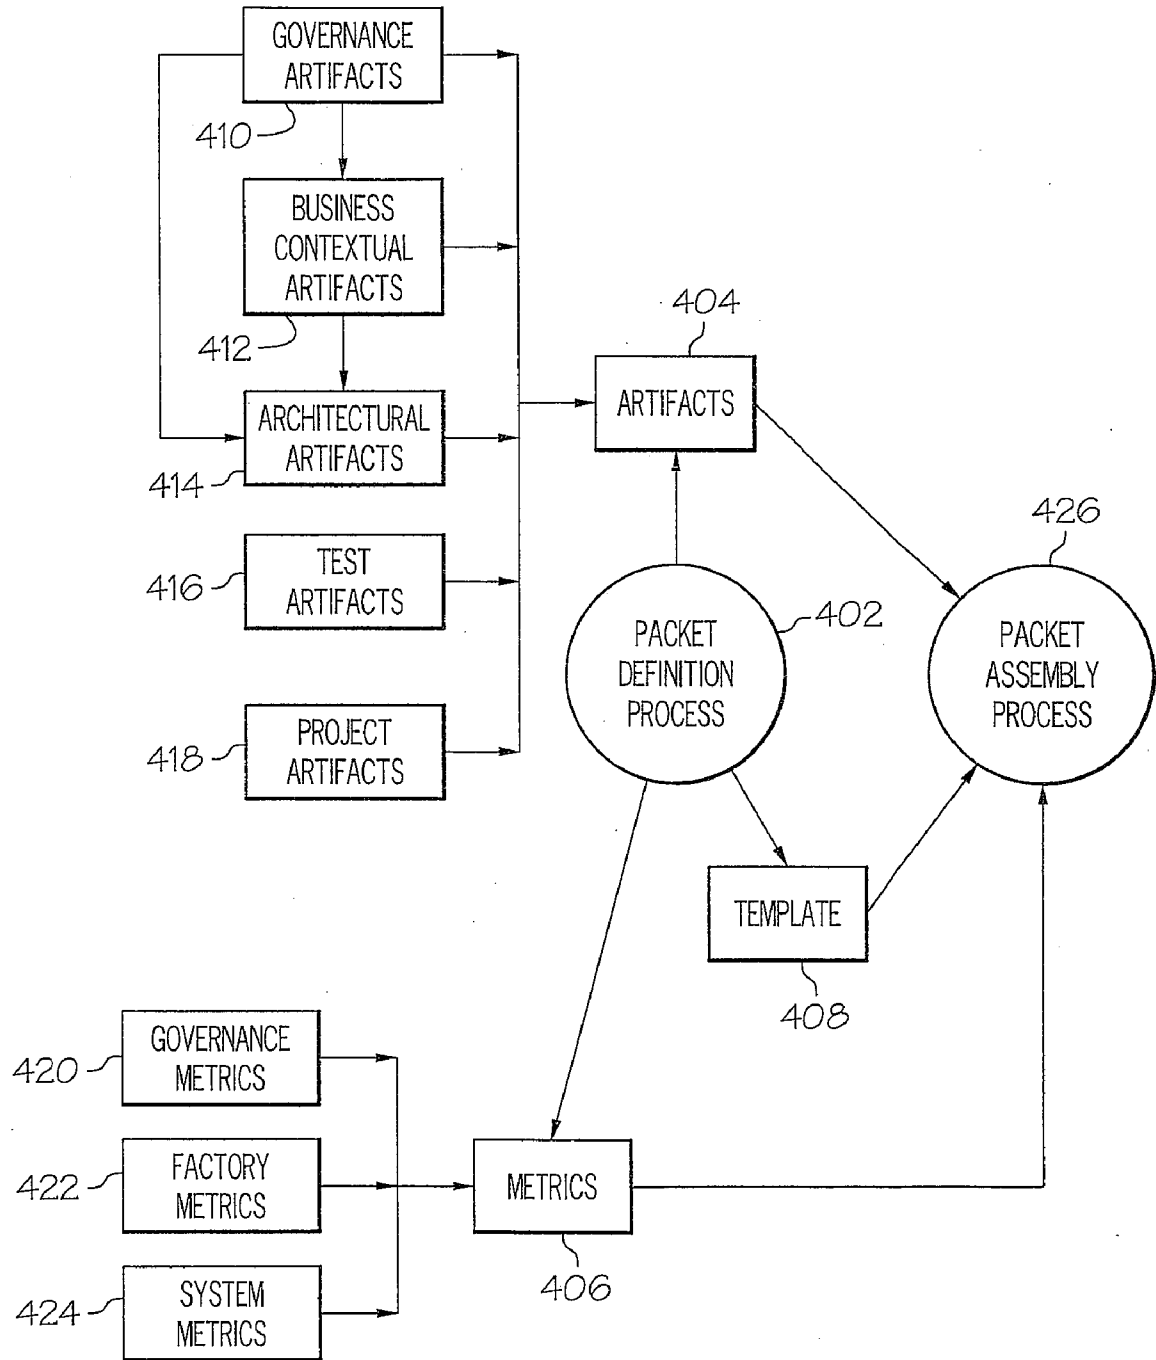 GOVERNANCE
ARTIFACTS
410
BUSINESS
CONTEXTUAL
ARTIFACTS
412
ARCHITECTURAL
ARTIFACTS
414
TEST
ARTIFACTS
416
PROJECT
ARTIFACTS
418
404
ARTIFACTS
PACKET
DEFINITION
PROCESS
402
426
PACKET
ASSEMBLY
PROCESS
TEMPLATE
408
GOVERNANCE
METRICS
420
FACTORY
METRICS
422
SYSTEM
METRICS
424
METRICS
406